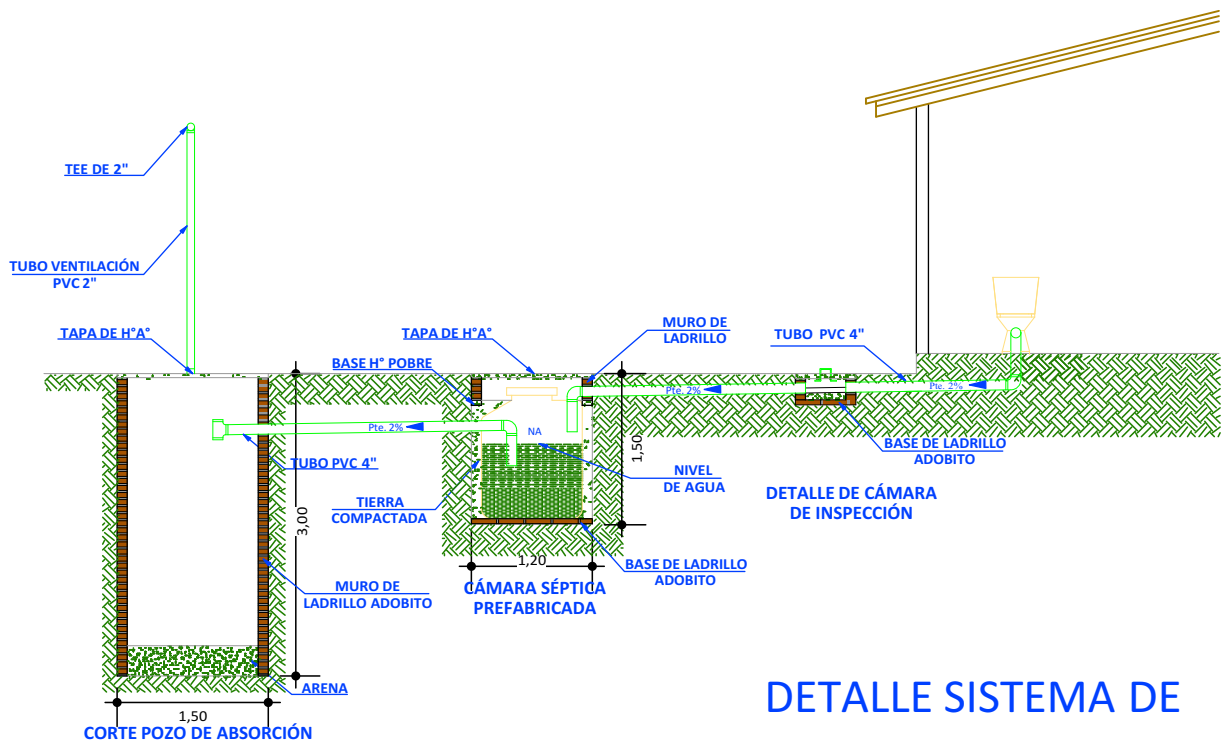 TEE DE 2"
TUBO VENTILACIÓN
PVC 2"
TAPA DE H°A°
TAPA DE H°A°
BASE H° POBRE
MURO DE
LADRILLO
TUBO PVC 4"
Pte. 2%
Pte. 2%
Pte. 2%
NA
TUBO PVC 4"
BASE DE LADRILLO
ADOBITO
NIVEL
DE AGUA
1,50
DETALLE DE CÁMARA
DE INSPECCIÓN
TIERRA
COMPACTADA
3,00
1,20
BASE DE LADRILLO
ADOBITO
CÁMARA SÉPTICA
PREFABRICADA
MURO DE
LADRILLO ADOBITO
ARENA
1,50
CORTE POZO DE ABSORCIÓN
DETALLE SISTEMA DE